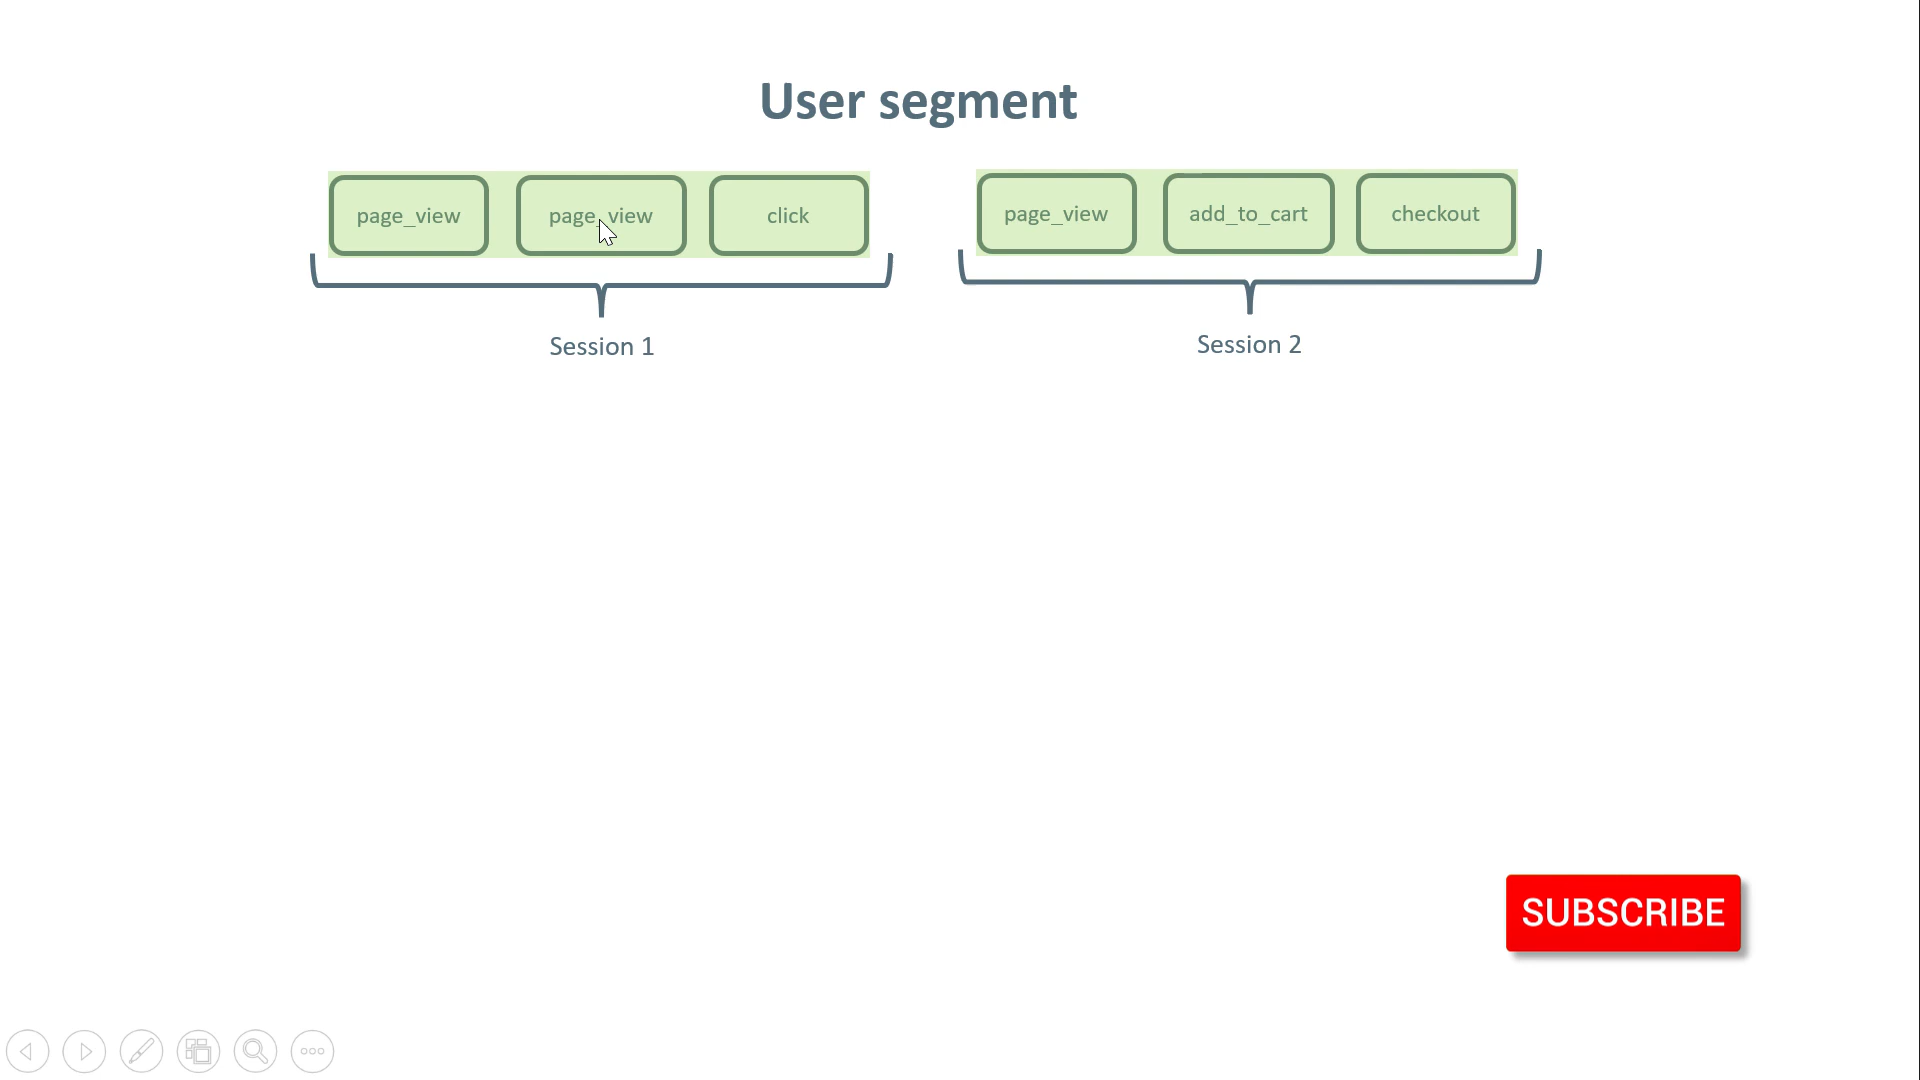 User segment
page_view page_view click page_view add_to_cart checkout
Session 1 Session 2
SUBSCRIBE